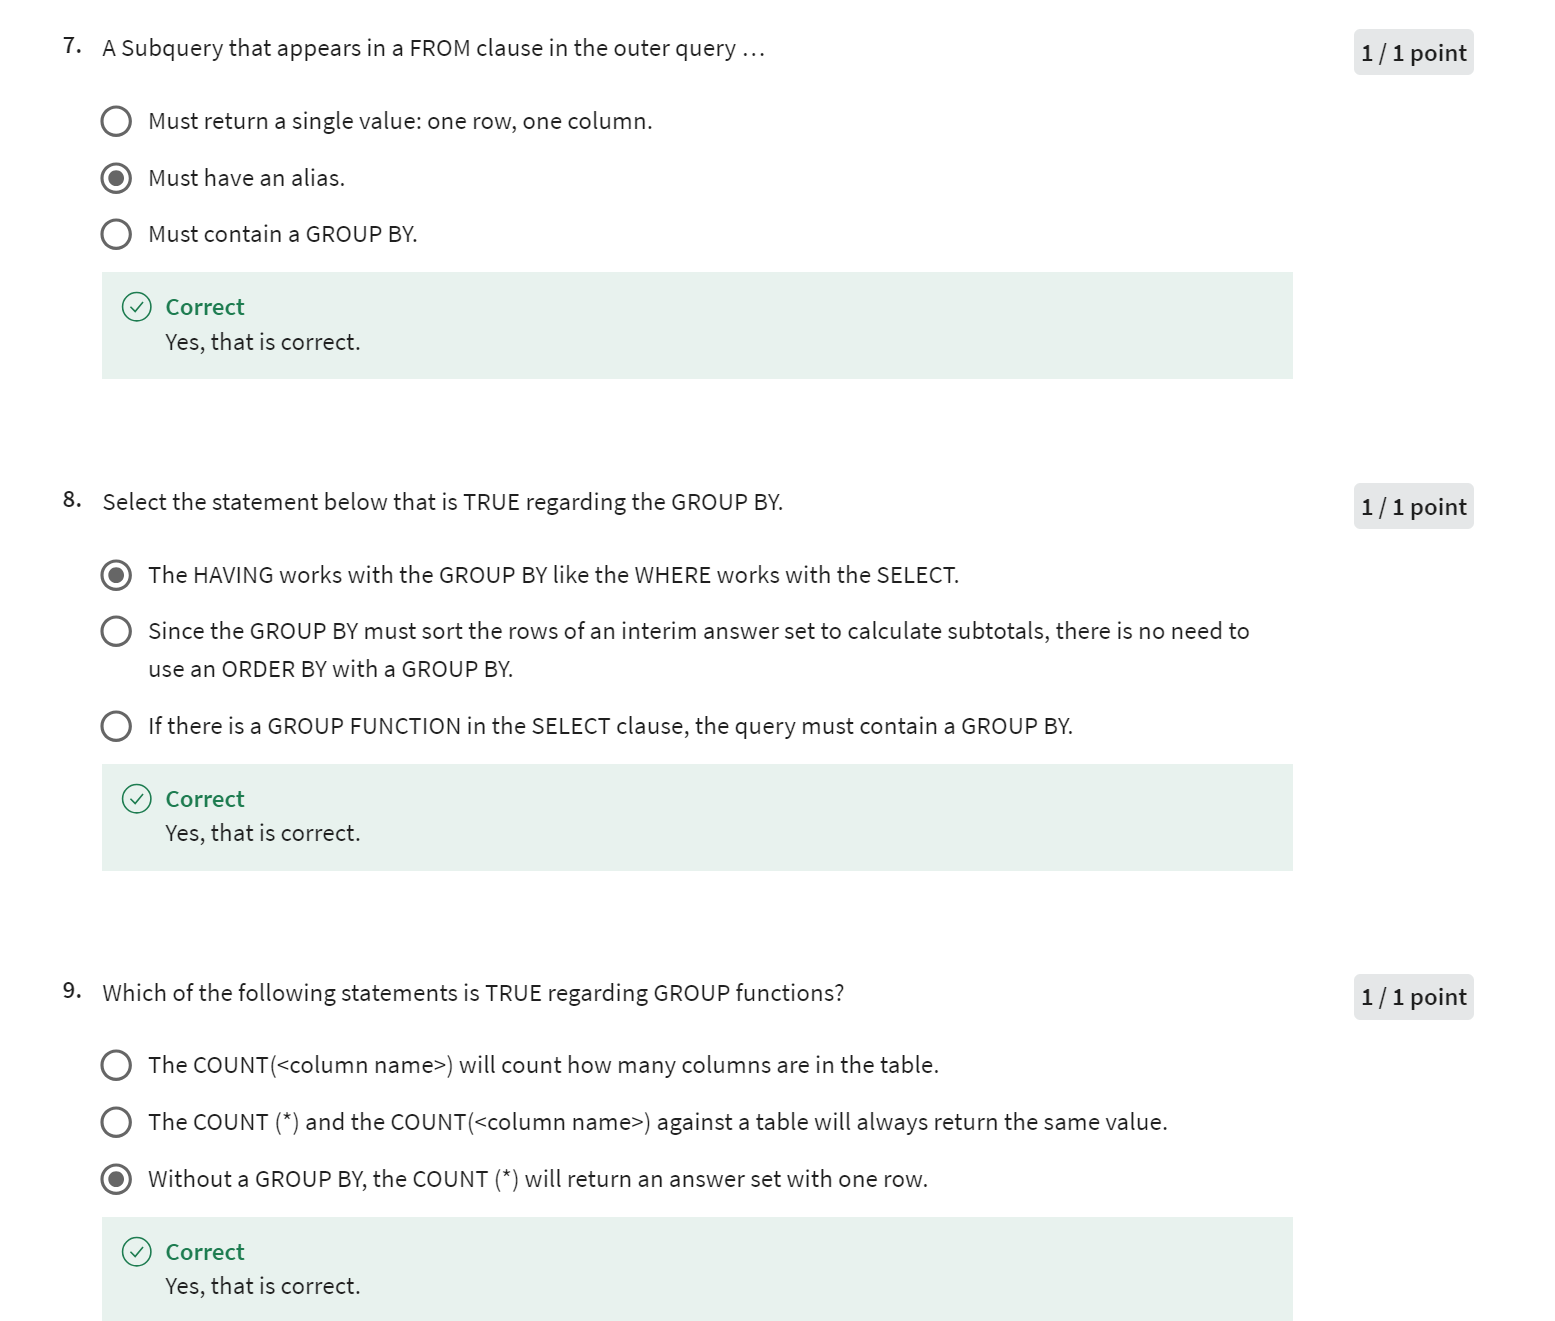 7. A Subquery that appears in a FROM clause in the outer query …
1 / 1 point
Must return a single value: one row, one column.
Must have an alias.
Must contain a GROUP BY.
Correct
Yes, that is correct.
8. Select the statement below that is TRUE regarding the GROUP BY.
1 / 1 point
The HAVING works with the GROUP BY like the WHERE works with the SELECT.
Since the GROUP BY must sort the rows of an interim answer set to calculate subtotals, there is no need to
use an ORDER BY with a GROUP BY.
If there is a GROUP FUNCTION in the SELECT clause, the query must contain a GROUP BY.
Correct
Yes, that is correct.
9. Which of the following statements is TRUE regarding GROUP functions?
1 / 1 point
The COUNT(<column name>) will count how many columns are in the table.
The COUNT (*) and the COUNT(<column name>) against a table will always return the same value.
Without a GROUP BY, the COUNT (*) will return an answer set with one row.
Correct
Yes, that is correct.